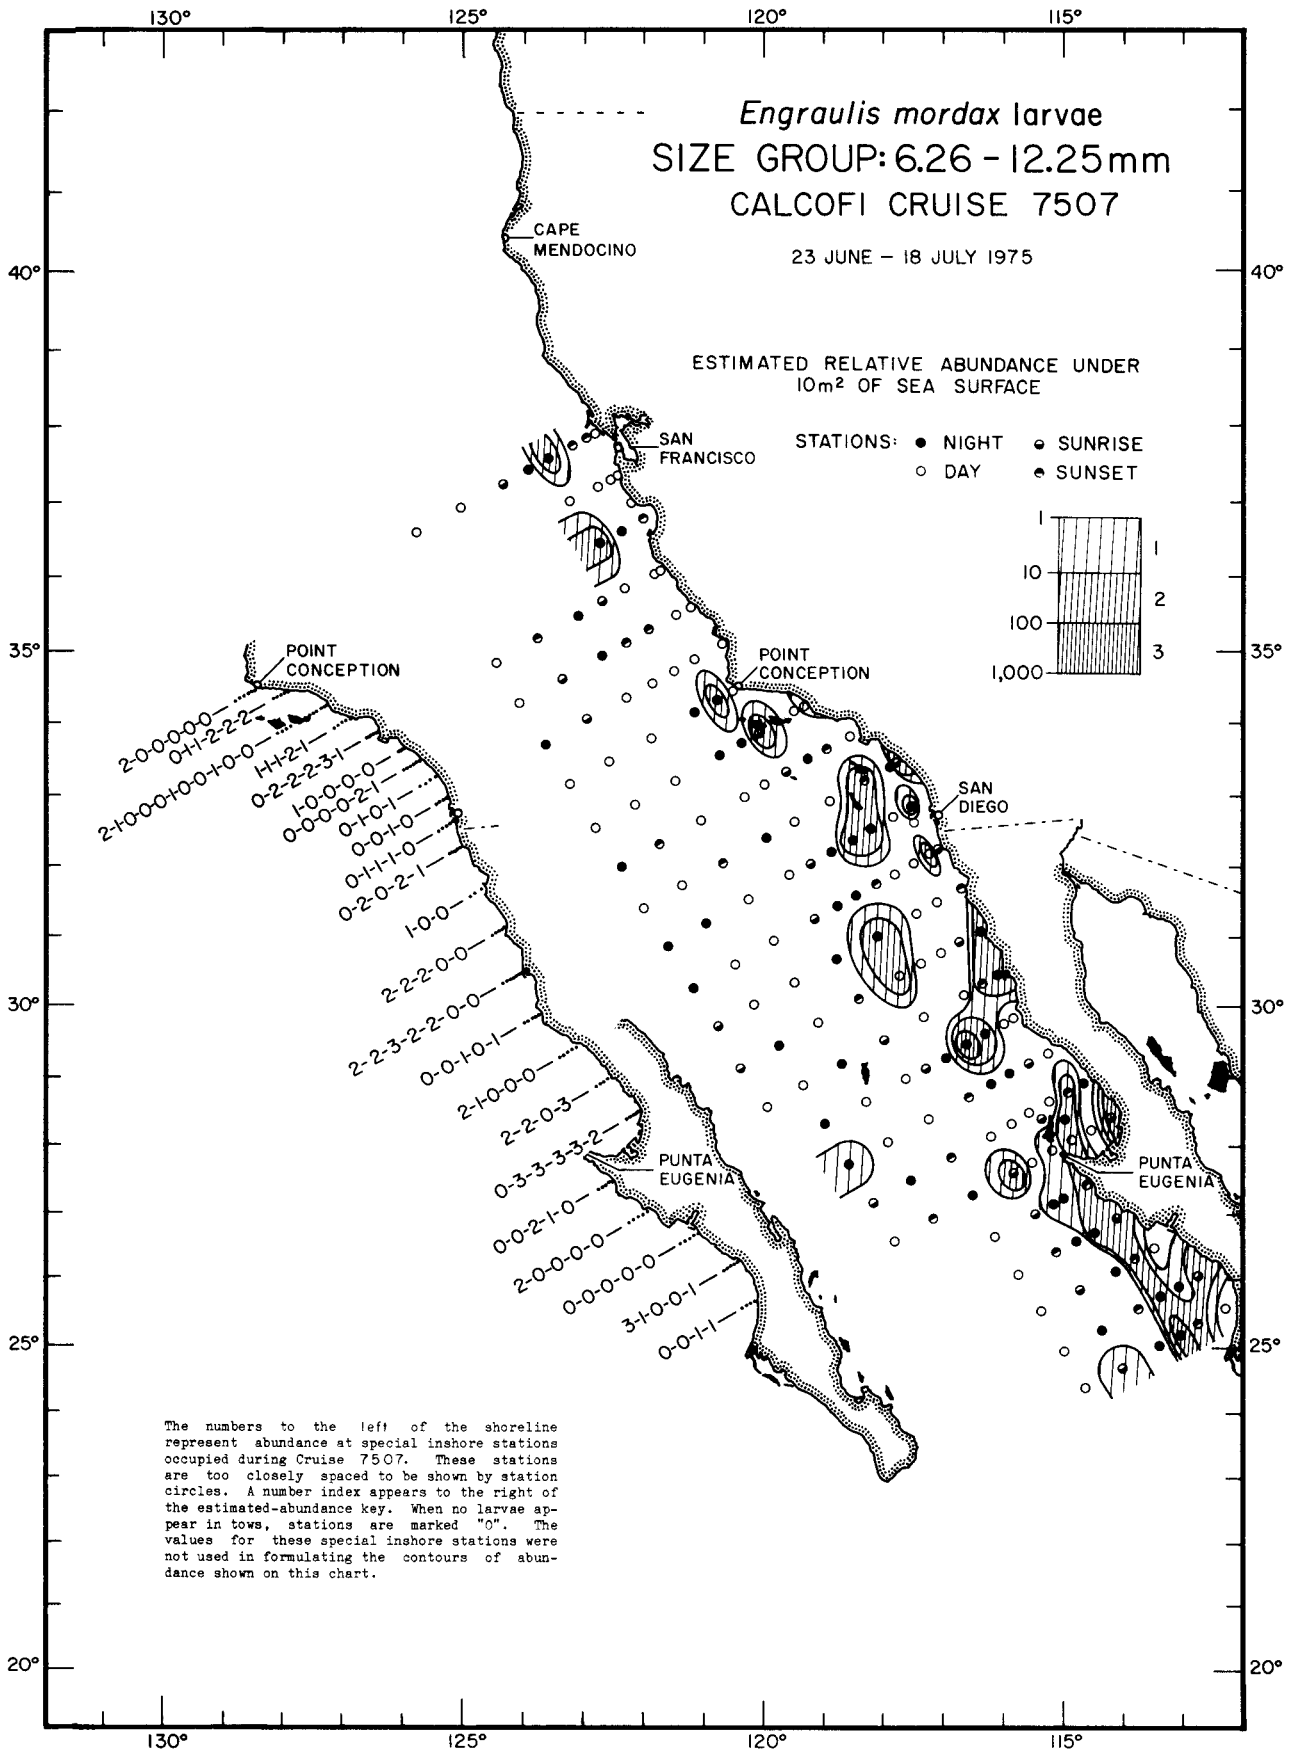 130°
125°
120°
115°
Engraulis mordax larvae
SIZE GROUP: 6.26 - 12.25mm
CALCOFI CRUISE 7507
23 JUNE - 18 JULY 1975
CAPE
MENDOCINO
40°
40°
ESTIMATED RELATIVE ABUNDANCE UNDER
10m² OF SEA SURFACE
STATIONS: ● NIGHT SUNRISE
○ DAY SUNSET
SAN
FRANCISCO
1
10
100
1,000
1
2
3
35°
35°
POINT
CONCEPTION
POINT
CONCEPTION
2-0-0-0-0-0
0-1-1-2-2-2
2-1-0-0-1-0-0-1-0-0
1-1-1-2-1
0-2-2-2-3-1
1-0-0-0-0
0-0-0-0-2-1
0-1-0-1
0-0-1-0
0-1-1-1-0
0-2-0-2-1
1-0-0
2-2-2-0-0
2-2-3-2-2-0-0
0-0-1-0-1
2-1-0-0-0
2-2-0-3
0-3-3-3-3-2
0-0-2-1-0
2-0-0-0-0
0-0-0-0-0
3-1-0-0-1
0-0-1-1
SAN
DIEGO
30°
30°
PUNTA
EUGENIA
PUNTA
EUGENIA
25°
25°
The numbers to the left of the shoreline
represent abundance at special inshore stations
occupied during Cruise 7507. These stations
are too closely spaced to be shown by station
circles. A number index appears to the right of
the estimated-abundance key. When no larvae ap-
pear in tows, stations are marked "0". The
values for these special inshore stations were
not used in formulating the contours of abun-
dance shown on this chart.
20°
20°
130°
125°
120°
115°